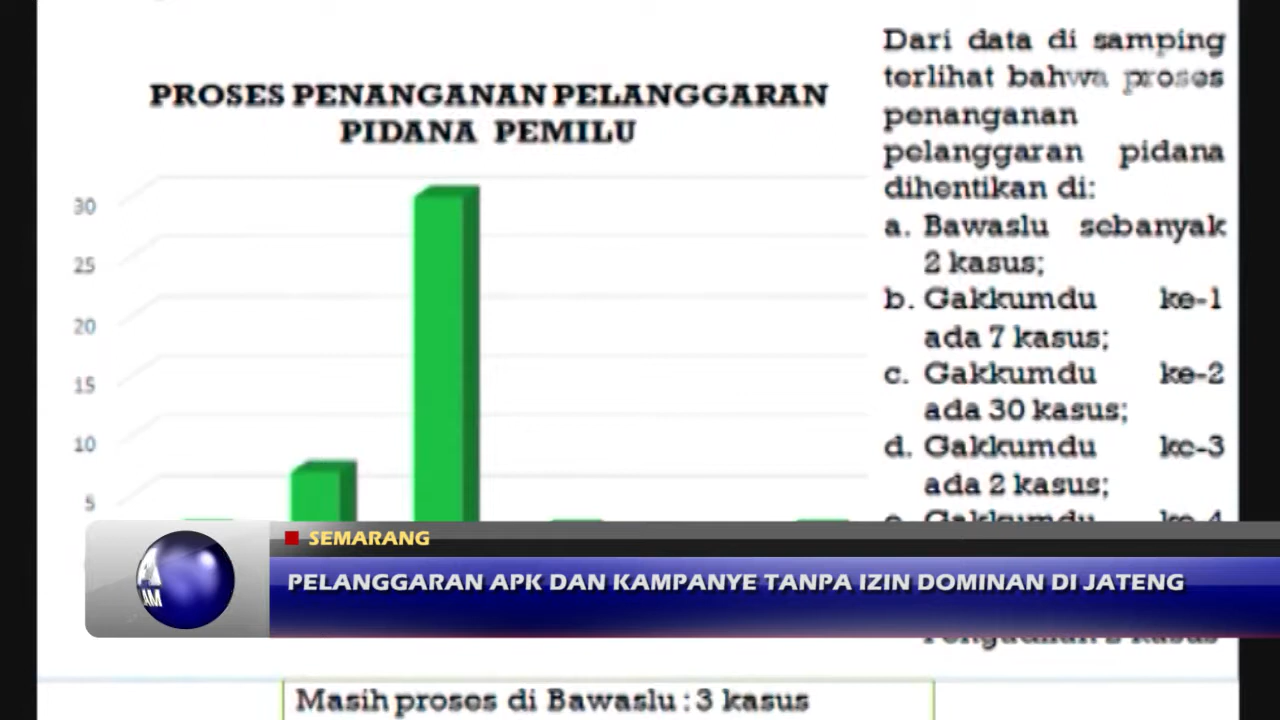 PROSES PENANGANAN PELANGGARAN
PIDANA PEMILU
30
25
20
15
10
5
Dari data di samping
terlihat bahwa proses
penanganan
pelanggaran pidana
dihentikan di:
a. Bawaslu sebanyak
2 kasus;
b. Gakkumdu ke-1
ada 7 kasus;
c. Gakkumdu ke-2
ada 30 kasus;
d. Gakkumdu ke-3
ada 2 kasus;
SEMARANG
PELANGGARAN APK DAN KAMPANYE TANPA IZIN DOMINAN DI JATENG
Masih proses di Bawaslu : 3 kasus